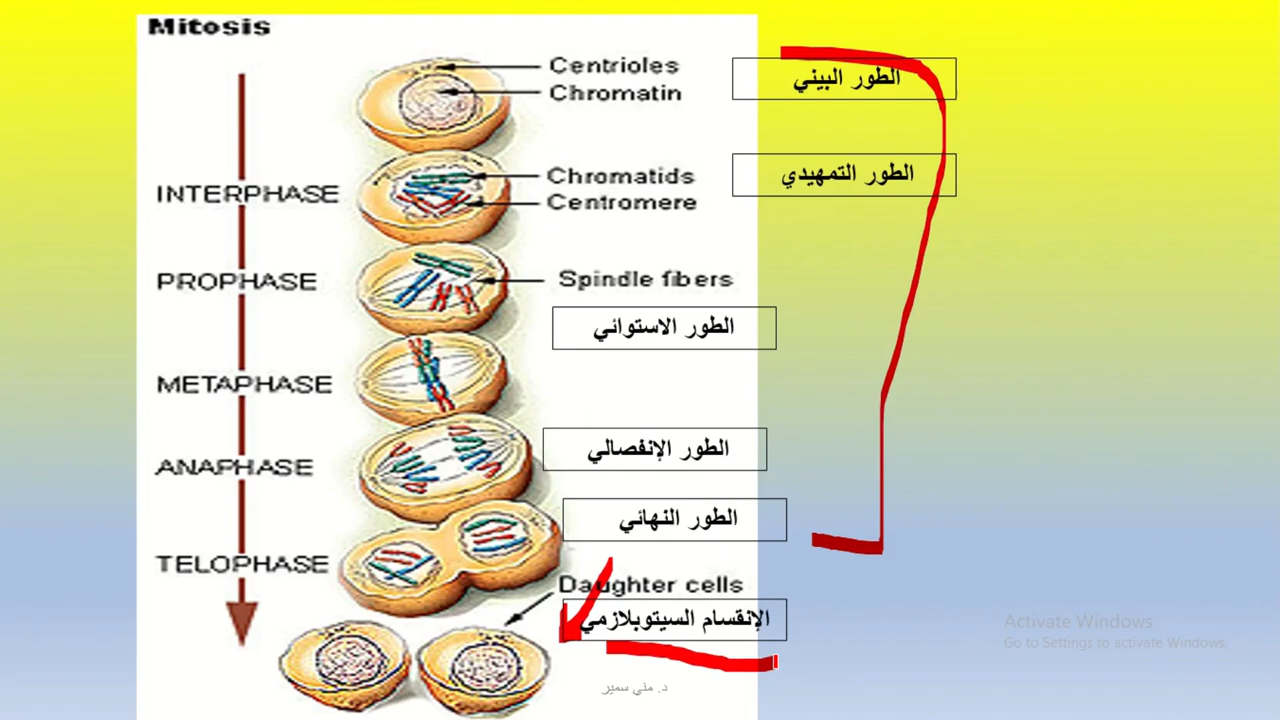 Mitosis
Centrioles
الطور البيني
Chromatin
Chromatids
الطور التمهيدي
INTERPHASE
Centromere
PROPHASE
Spindle fibers
الطور الاستوائي
METAPHASE
الطور الإنفصالي
ANAPHASE
الطور النهائي
TELOPHASE
Daughter cells
الإنقسام السيتوبلازمي
Activate Windows
Go to Settings to activate Windows.
د. مني سمير